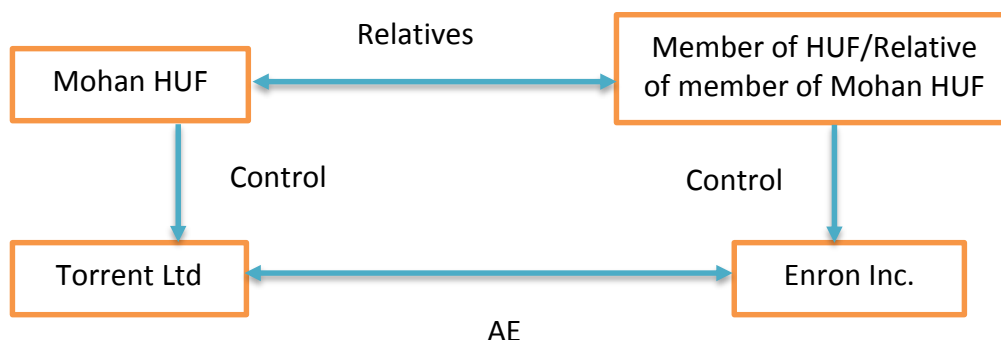 Relatives
Mohan HUF
Member of HUF/Relative
of member of Mohan HUF
Control
Control
Torrent Ltd
Enron Inc.
AE